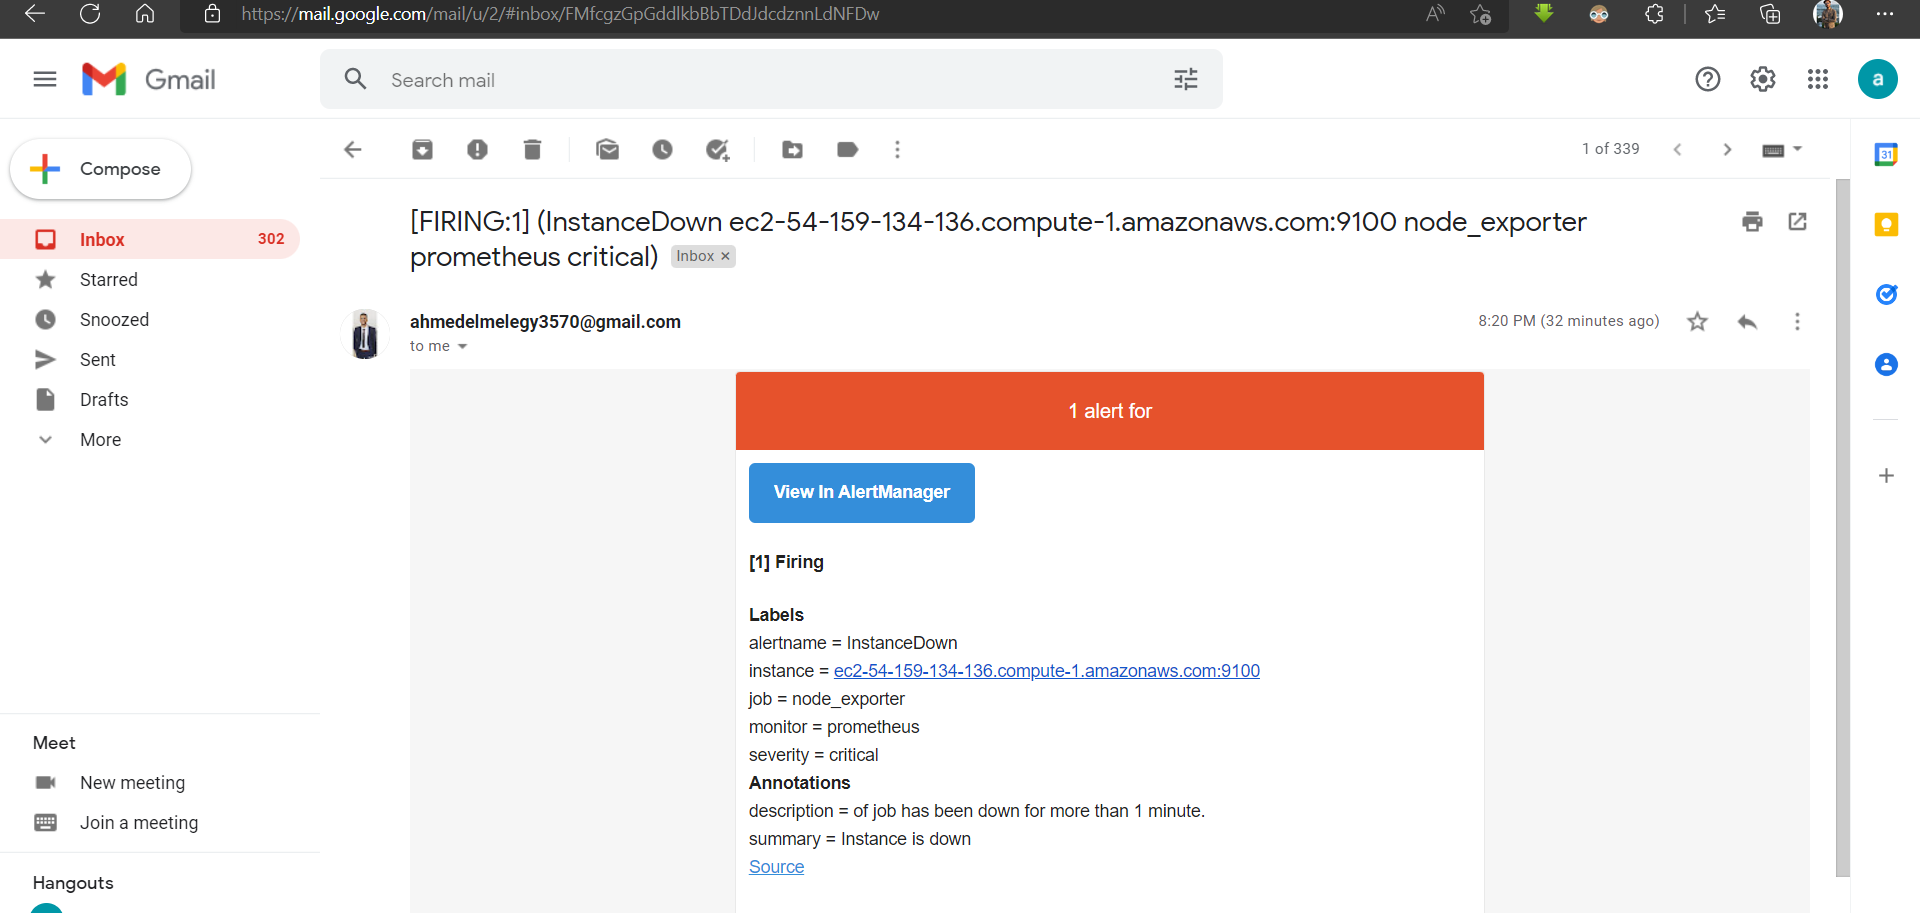 https://mail.google.com/mail/u/2/#inbox/FMfcgzGpGddlkbBbTDdJdcdznnLdNFDw
Gmail
Search mail
a
Compose
1 of 339
31
Inbox 302
Starred
Snoozed
Sent
Drafts
More
[FIRING:1] (InstanceDown ec2-54-159-134-136.compute-1.amazonaws.com:9100 node_exporter
prometheus critical) Inbox ×
ahmedelmelegy3570@gmail.com
8:20 PM (32 minutes ago)
to me
1 alert for
View In AlertManager
[1] Firing
Labels
alertname = InstanceDown
instance = ec2-54-159-134-136.compute-1.amazonaws.com:9100
job = node_exporter
monitor = prometheus
severity = critical
Annotations
description = of job has been down for more than 1 minute.
summary = Instance is down
Source
Meet
New meeting
Join a meeting
Hangouts